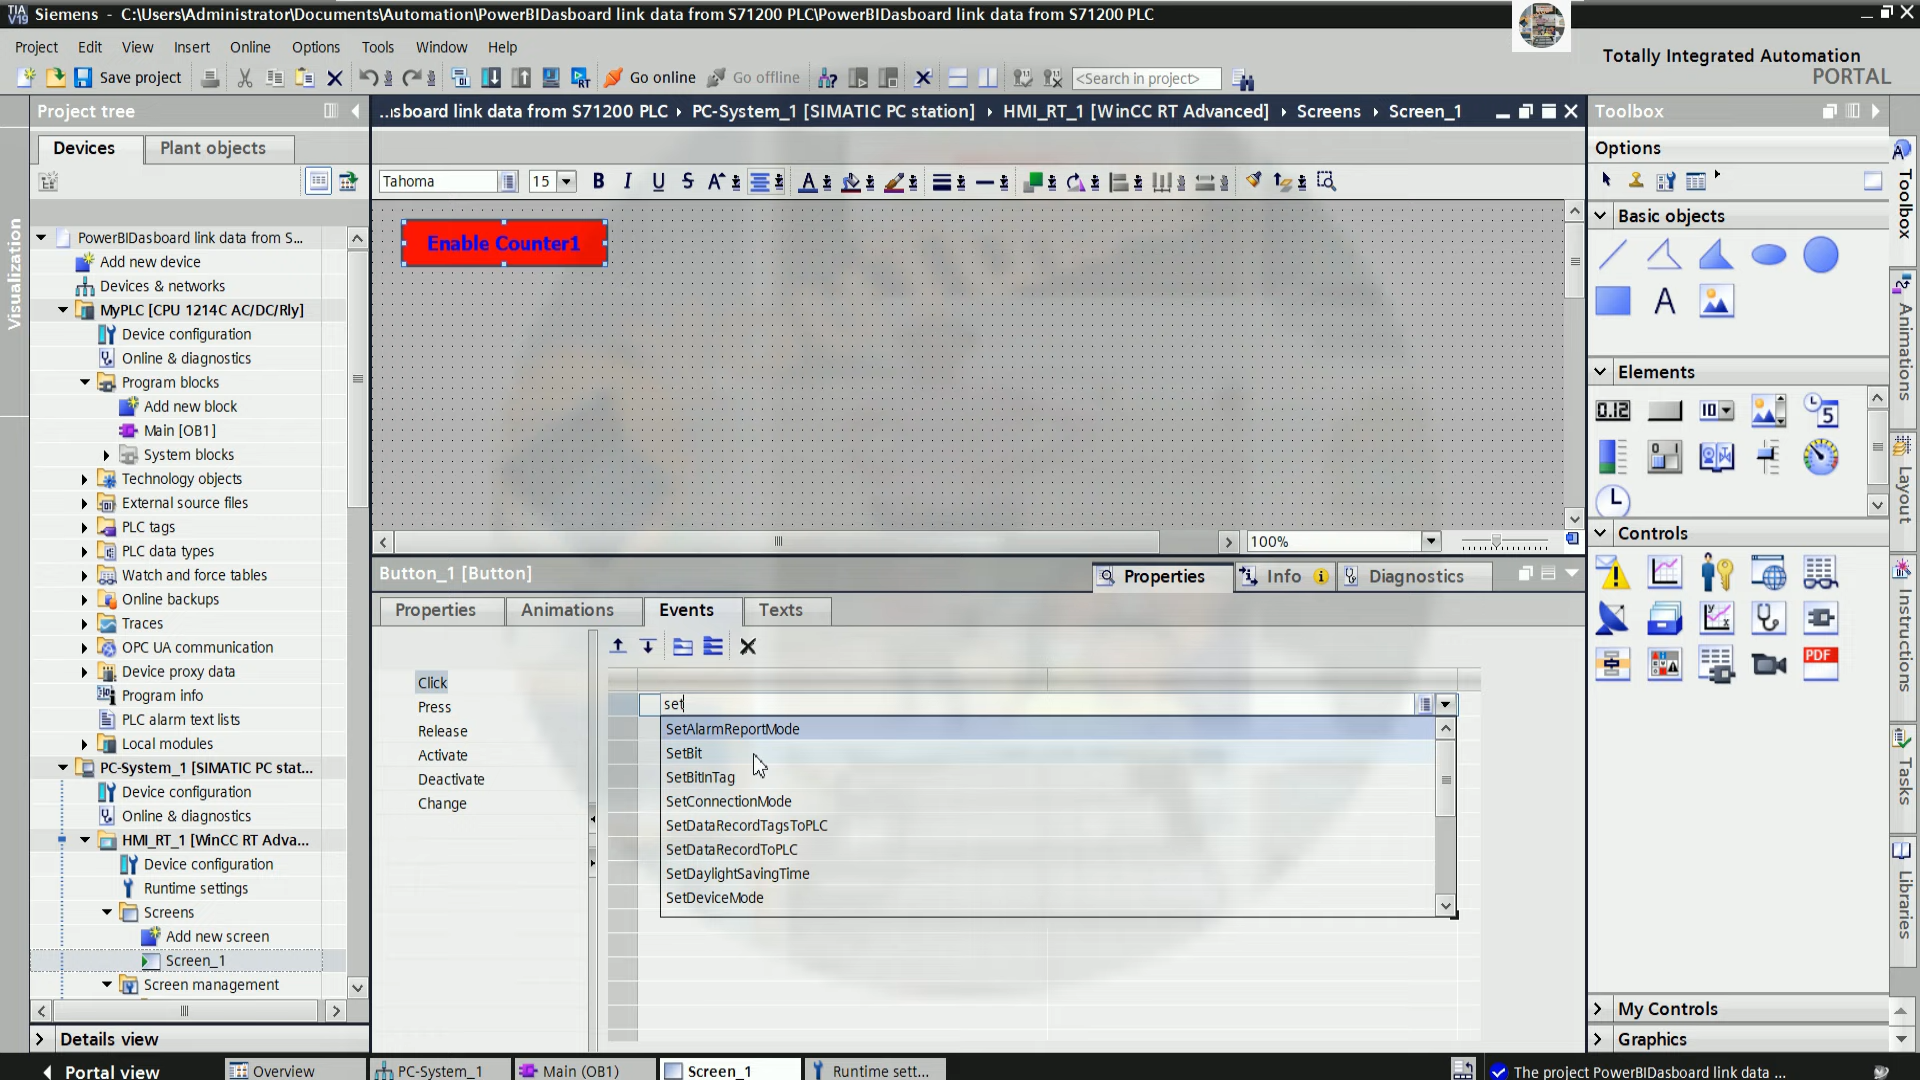 TIA
V19
Siemens - C:\Users\Administrator\Documents\Automation\PowerBIDasboard link data from S71200 PLC\PowerBIDasboard link data from S71200 PLC
Project Edit View Insert Online Options Tools Window Help
Totally Integrated Automation
PORTAL
Save project
Go online
Go offline
<Search in project>
Project tree
..ısboard link data from S71200 PLC › PC-System_1 [SIMATIC PC station] › HMI_RT_1 [WinCC RT Advanced] › Screens › Screen_1
Toolbox
Devices
Plant objects
Options
Tahoma
15
B I U S
Basic objects
Visualization
Enable Counter1
PowerBIDasboard link data from S...
Add new device
Devices & networks
MyPLC [CPU 1214C AC/DC/Rly]
Device configuration
Online & diagnostics
Program blocks
Add new block
Main [OB1]
System blocks
Technology objects
External source files
PLC tags
PLC data types
Watch and force tables
Online backups
Traces
OPC UA communication
Device proxy data
Program info
PLC alarm text lists
Local modules
PC-System_1 [SIMATIC PC stat...
Device configuration
Online & diagnostics
HMI_RT_1 [WinCC RT Adva...
Device configuration
Runtime settings
Screens
Add new screen
Screen_1
Screen management
Details view
100%
Button_1 [Button]
Properties
Info
Diagnostics
Properties
Animations
Events
Texts
Click
Press
Release
Activate
Deactivate
Change
set
SetAlarmReportMode
SetBit
SetBitInTag
SetConnectionMode
SetDataRecordTagsToPLC
SetDataRecordToPLC
SetDaylightSavingTime
SetDeviceMode
A
Elements
0.12
10
5
Controls
PDF
My Controls
Graphics
Toolbox
Animations
Layout
Instructions
Tasks
Libraries
Portal view
Overview
PC-System_1
Main (OB1)
Screen_1
Runtime sett...
The project PowerBIDasboard link data ...